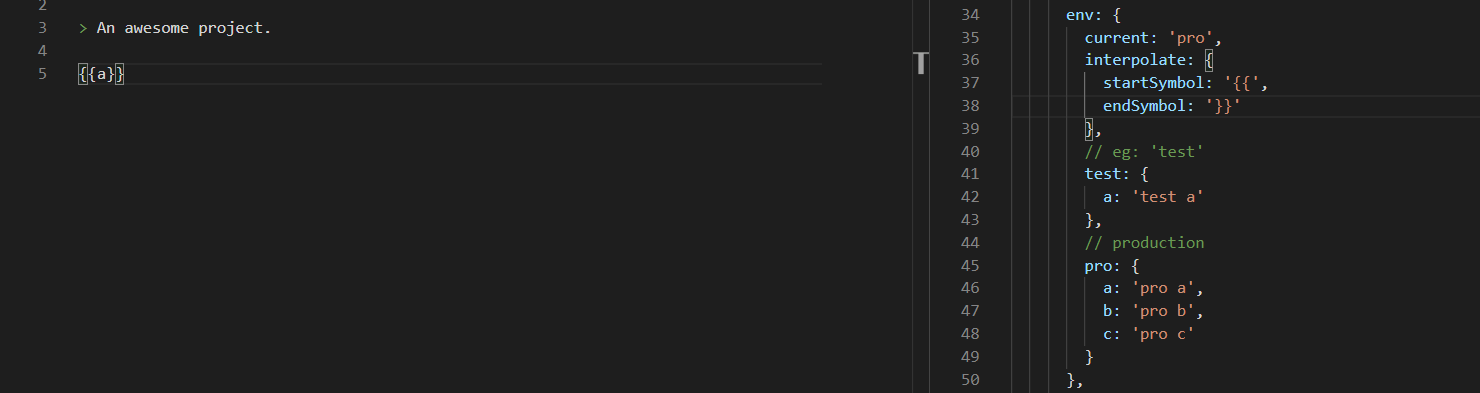 2
3 > An awesome project.
4
5 {{a}}
34 env: {
35 current: 'pro',
36 interpolate: {
37 startSymbol: '{{',
38 endSymbol: '}}'
39 },
40 // eg: 'test'
41 test: {
42 a: 'test a'
43 },
44 // production
45 pro: {
46 a: 'pro a',
47 b: 'pro b',
48 c: 'pro c'
49 }
50 },